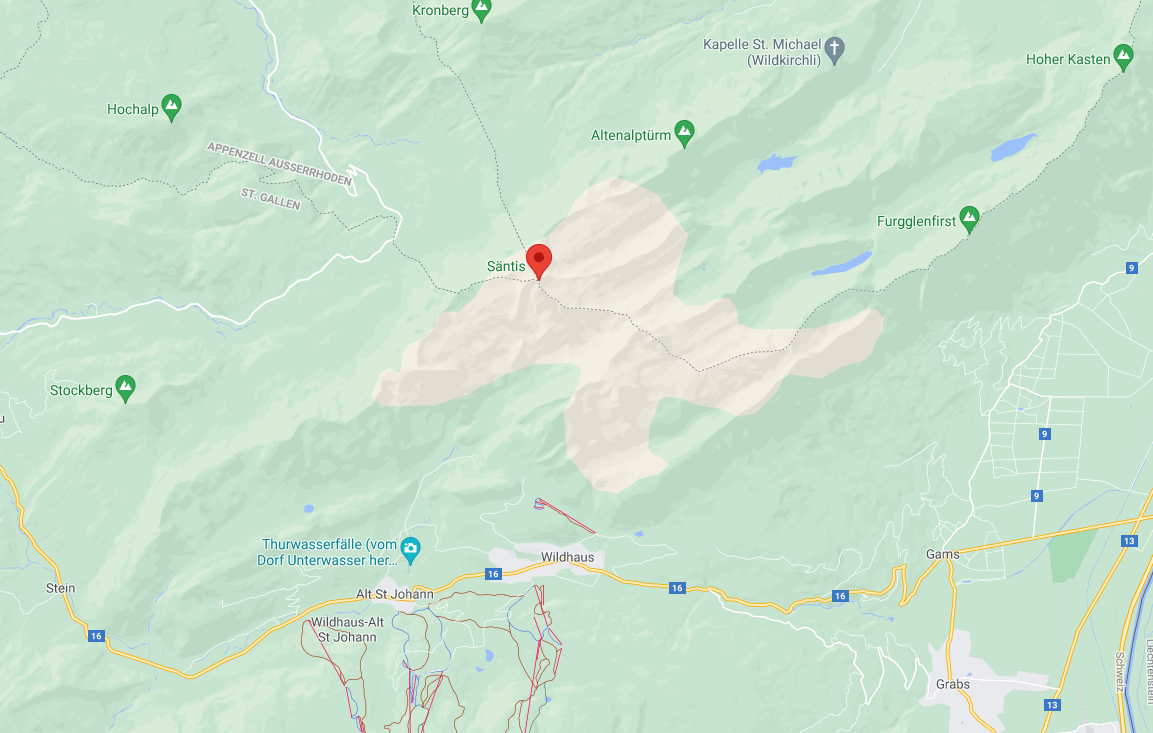 Kronberg
Kapelle St. Michael
(Wildkirchli)
Hoher Kasten
Hochalp
Altenalptürm
APPENZELL AUSSERRHODEN
ST. GALLEN
Furgglenfirst
Säntis
9
Stockberg
9
9
Thurwasserfälle (vom
Dorf Unterwasser her...
Wildhaus
13
Gams
16
Stein
16
Alt St Johann
16
Wildhaus-Alt
St Johann
16
Grabs
Schweiz
Liechtenstein
13